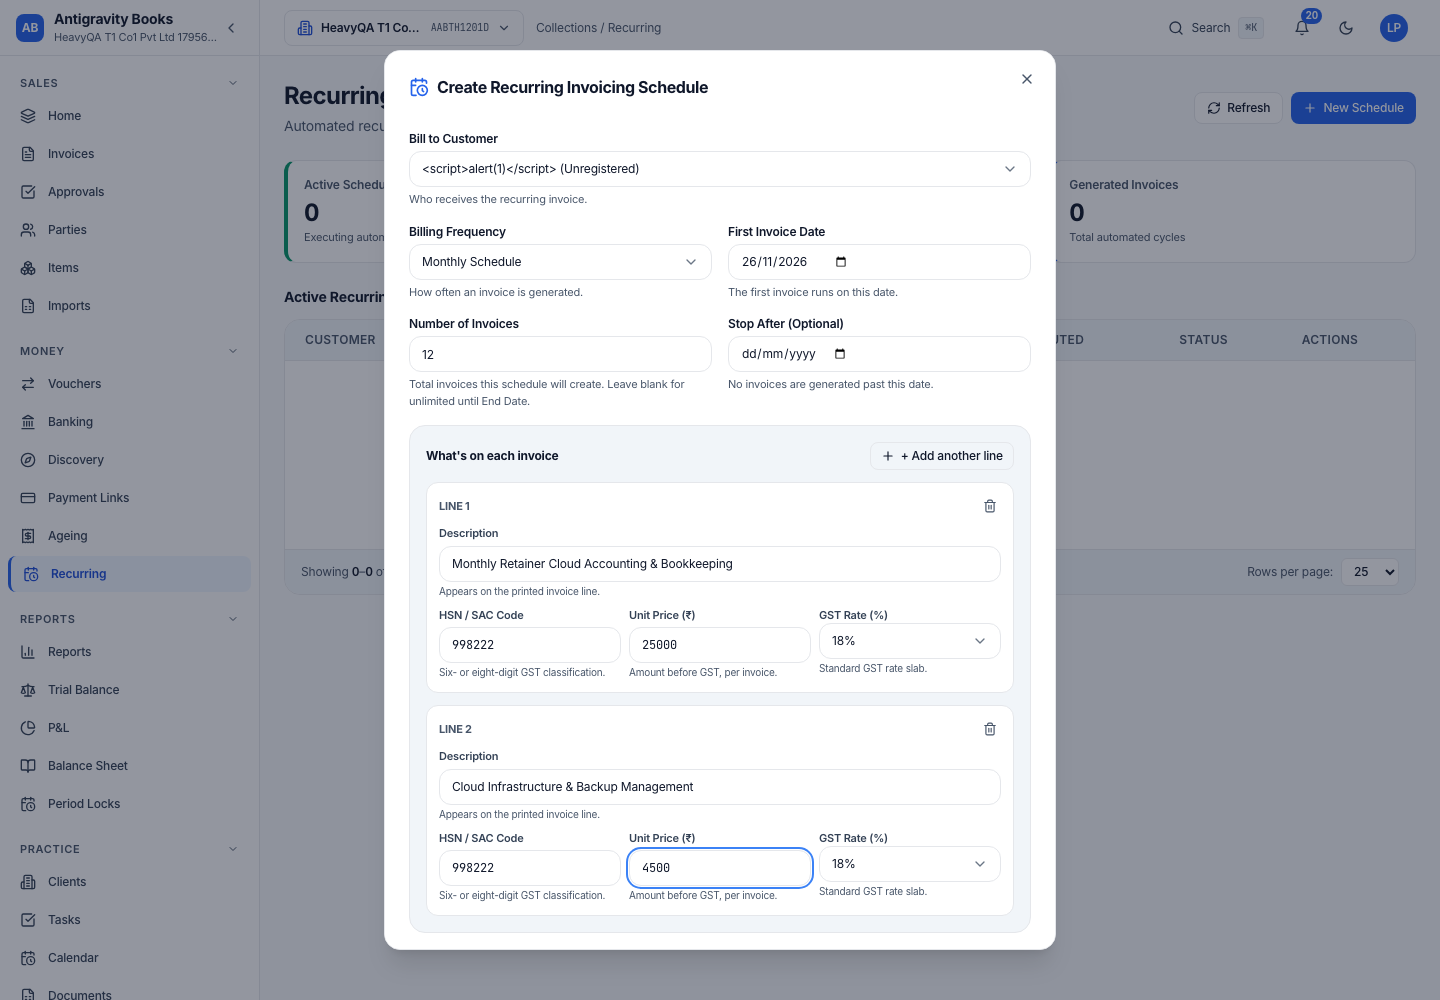 AB
Antigravity Books
HeavyQA T1 Co1 Pvt Ltd 17956...
HeavyQA T1 Co... AABTH1201D
Collections / Recurring
Search ⌘K
20
LP
SALES
Home
Invoices
Approvals
Parties
Items
Imports
MONEY
Vouchers
Banking
Discovery
Payment Links
Ageing
Recurring
REPORTS
Reports
Trial Balance
P&L
Balance Sheet
Period Locks
PRACTICE
Clients
Tasks
Calendar
Documents
Recurring
Automated recu
Refresh
New Schedule
Active Schedu
0
Executing auton
Generated Invoices
0
Total automated cycles
Active Recurrin
CUSTOMER
UTED
STATUS
ACTIONS
Showing 0–0 of
Rows per page: 25
Create Recurring Invoicing Schedule
Bill to Customer
<script>alert(1)</script> (Unregistered)
Who receives the recurring invoice.
Billing Frequency
Monthly Schedule
How often an invoice is generated.
First Invoice Date
26/11/2026
The first invoice runs on this date.
Number of Invoices
12
Total invoices this schedule will create. Leave blank for
unlimited until End Date.
Stop After (Optional)
dd/mm/yyyy
No invoices are generated past this date.
What's on each invoice
+ Add another line
LINE 1
Description
Monthly Retainer Cloud Accounting & Bookkeeping
Appears on the printed invoice line.
HSN / SAC Code
998222
Six- or eight-digit GST classification.
Unit Price (₹)
25000
Amount before GST, per invoice.
GST Rate (%)
18%
Standard GST rate slab.
LINE 2
Description
Cloud Infrastructure & Backup Management
Appears on the printed invoice line.
HSN / SAC Code
998222
Six- or eight-digit GST classification.
Unit Price (₹)
4500
Amount before GST, per invoice.
GST Rate (%)
18%
Standard GST rate slab.